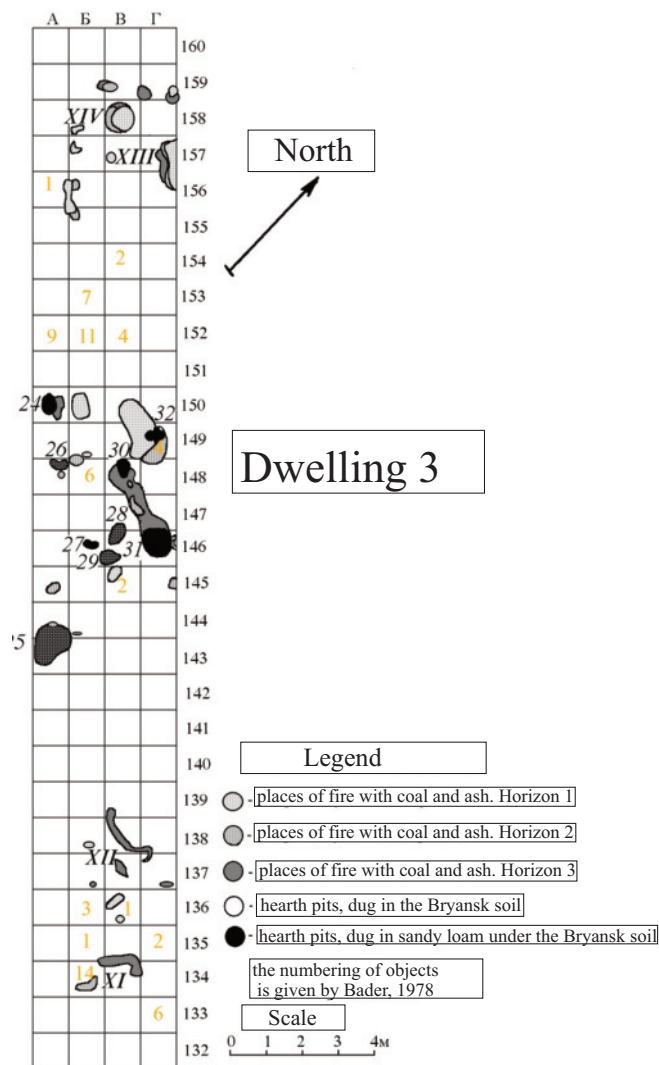 А Б В Г
160
159
XIV 158
XIII 157
1 156
155
2 154
7 153
9 11 4 152
151
24 150
32
149
26 30 4
6 148
147
28
27 31 146
29
2 145
144
5 143
142
141
140
139
138
XII 137
3 1 136
1 2 135
14 XI 134
6 133
132
North
Dwelling 3
Legend
- places of fire with coal and ash. Horizon 1
- places of fire with coal and ash. Horizon 2
- places of fire with coal and ash. Horizon 3
- hearth pits, dug in the Bryansk soil
- hearth pits, dug in sandy loam under the Bryansk soil
the numbering of objects
is given by Bader, 1978
Scale
0 1 2 3 4м